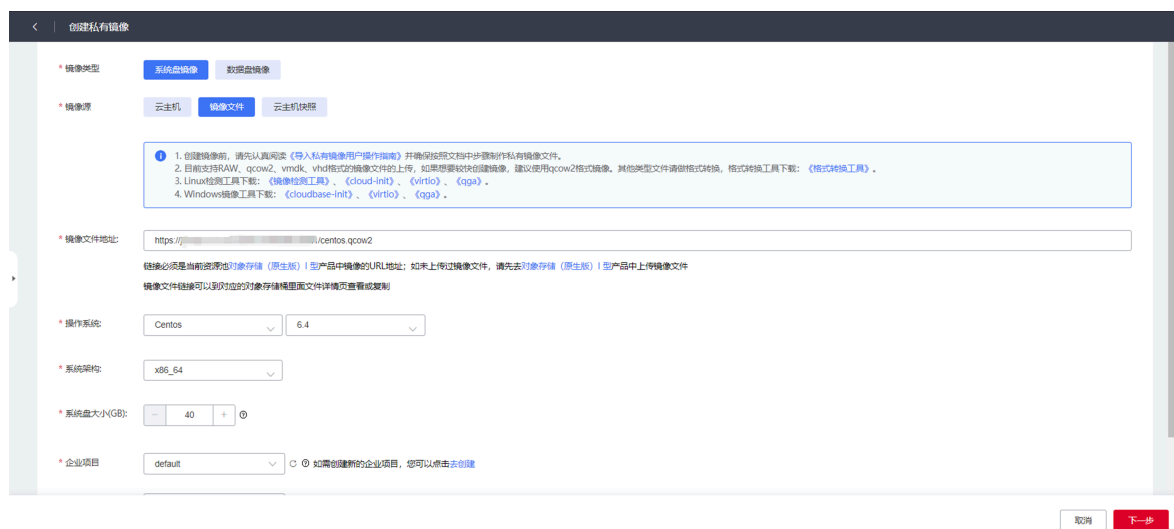 创建私有镜像
* 镜像类型 系统盘镜像 数据盘镜像
* 镜像源 云主机 镜像文件 云主机快照
1. 创建镜像前，请先认真阅读《导入私有镜像用户操作指南》并确保按照文档中步骤制作私有镜像文件。
2. 目前支持RAW、qcow2、vmdk、vhd格式的镜像文件的上传，如果想要较快创建镜像，建议使用qcow2格式镜像。其他类型文件请做格式转换，格式转换工具下载：《格式转换工具》。
3. Linux检测工具下载：《镜像检测工具》、《cloud-init》、《virtio》、《qga》。
4. Windows镜像工具下载：《cloudbase-init》、《virtio》、《qga》。
* 镜像文件地址: https:// /centos.qcow2
链接必须是当前资源池对象存储（原生版）I 型产品中镜像的URL地址；如未上传过镜像文件，请先去对象存储（原生版）I 型产品中上传镜像文件
镜像文件链接可以到对应的对象存储桶里面文件详情页查看或复制
* 操作系统: Centos 6.4
* 系统架构: x86_64
* 系统盘大小(GB): − 40 +
* 企业项目 default 如需创建新的企业项目，您可以点击去创建
取消 下一步